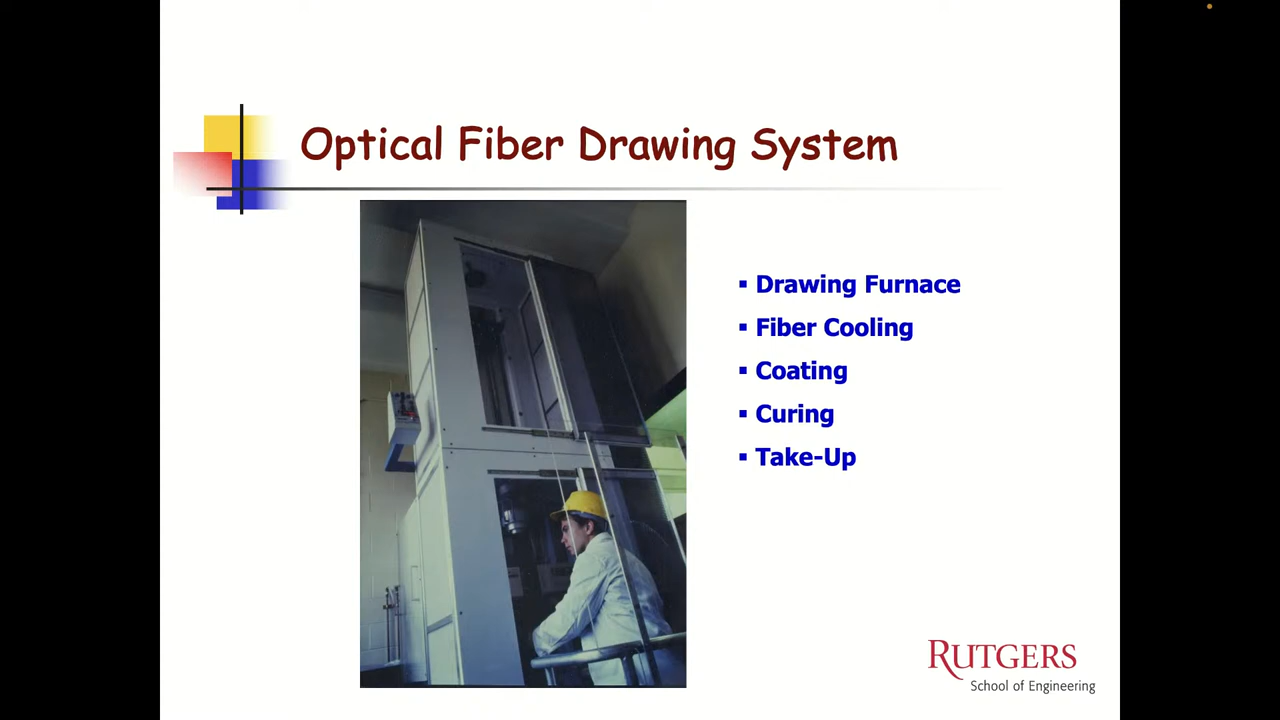 Optical Fiber Drawing System
▪ Drawing Furnace
▪ Fiber Cooling
▪ Coating
▪ Curing
▪ Take-Up
RUTGERS
School of Engineering